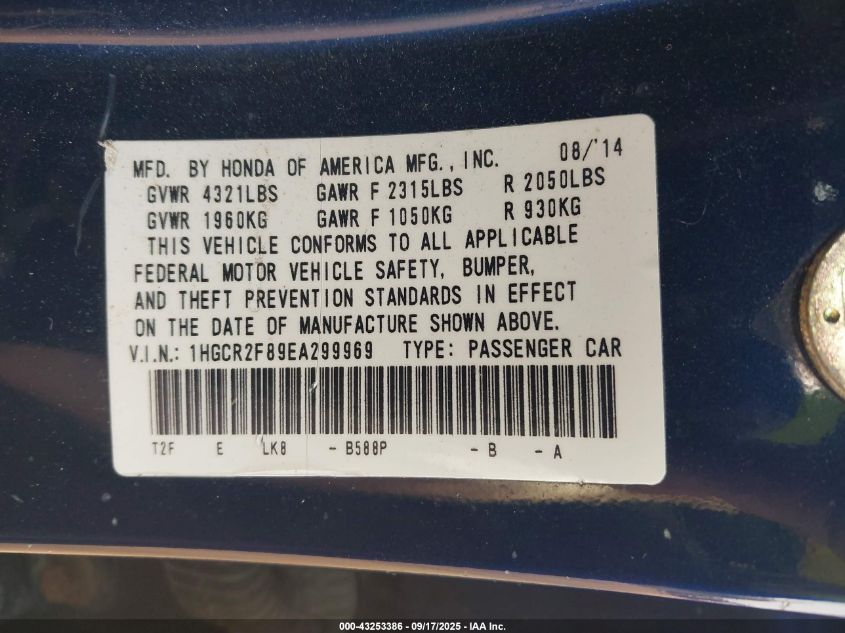 MFD. BY HONDA OF AMERICA MFG., INC. 08/'14
GVWR 4321LBS GAWR F 2315LBS R 2050LBS
GVWR 1960KG GAWR F 1050KG R 930KG
THIS VEHICLE CONFORMS TO ALL APPLICABLE
FEDERAL MOTOR VEHICLE SAFETY, BUMPER,
AND THEFT PREVENTION STANDARDS IN EFFECT
ON THE DATE OF MANUFACTURE SHOWN ABOVE.
V.I.N.: 1HGCR2F89EA299969 TYPE: PASSENGER CAR
T2F E LK8 - B588P - B - A
000-43253386 - 09/17/2025 - IAA Inc.